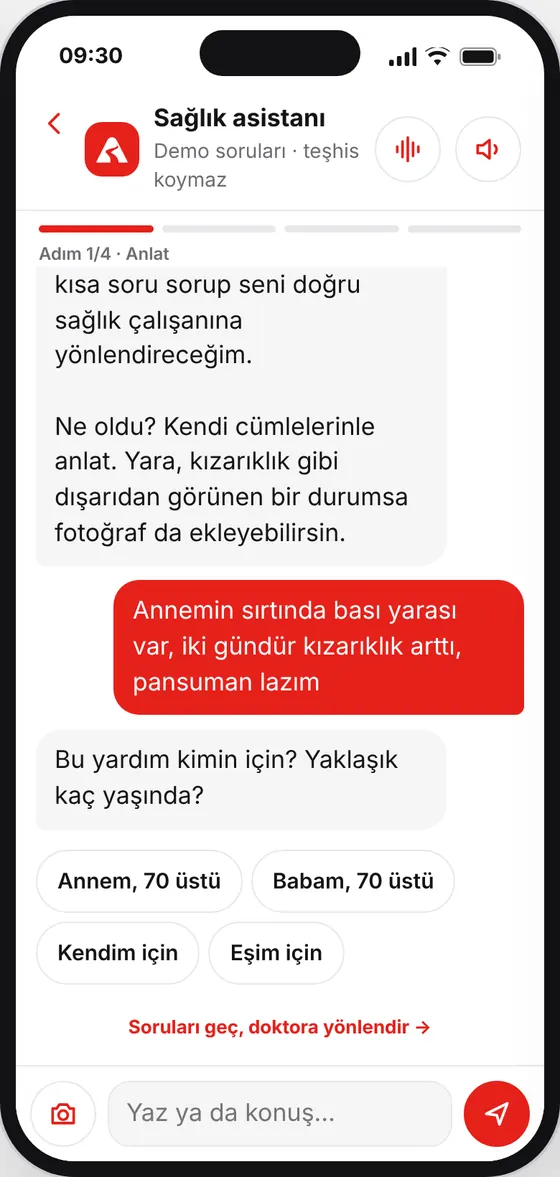 09:30
Sağlık asistanı
Demo soruları · teşhis
koymaz
Adım 1/4 · Anlat
kısa soru sorup seni doğru
sağlık çalışanına
yönlendireceğim.
Ne oldu? Kendi cümlelerinle
anlat. Yara, kızarıklık gibi
dışarıdan görünen bir durumsa
fotoğraf da ekleyebilirsin.
Annemin sırtında bası yarası
var, iki gündür kızarıklık arttı,
pansuman lazım
Bu yardım kimin için? Yaklaşık
kaç yaşında?
Annem, 70 üstü
Babam, 70 üstü
Kendim için
Eşim için
Soruları geç, doktora yönlendir →
Yaz ya da konuş...